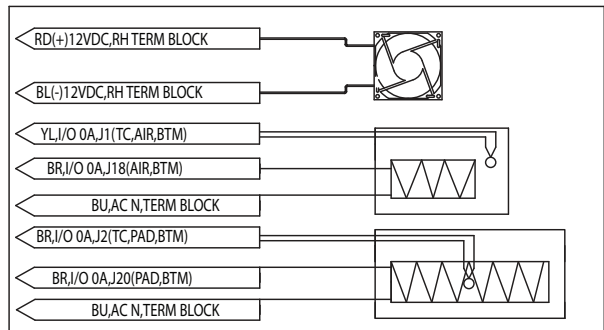 RD(+)12VDC,RH TERM BLOCK
BL(-)12VDC,RH TERM BLOCK
YL,I/O 0A,J1(TC,AIR,BTM)
BR,I/O 0A,J18(AIR,BTM)
BU,AC N,TERM BLOCK
BR,I/O 0A,J2(TC,PAD,BTM)
BR,I/O 0A,J20(PAD,BTM)
BU,AC N,TERM BLOCK